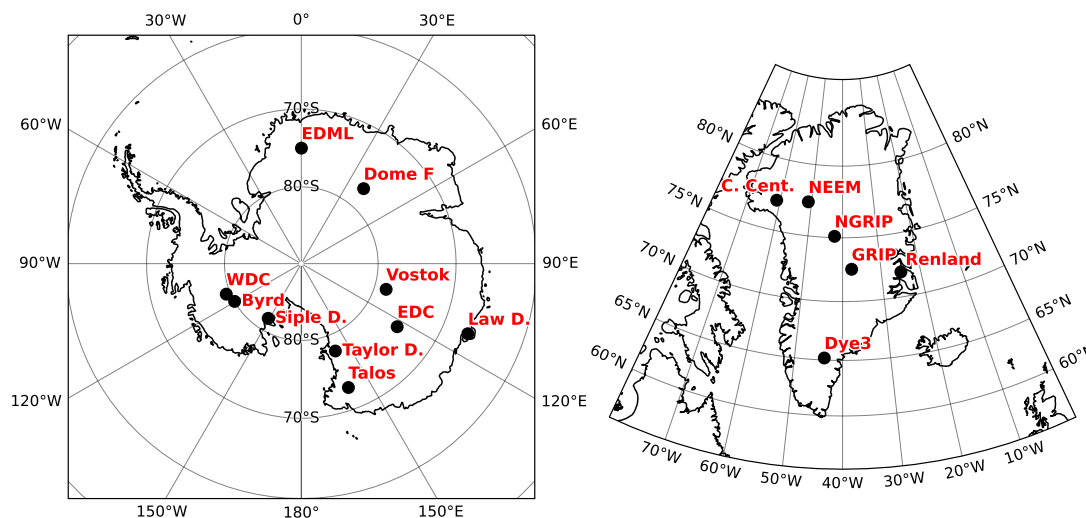 30°W
0°
30°E
60°W
70°S
60°E
EDML
Dome F
80°S
90°W
90°E
WDC
Byrd
Siple D.
Vostok
EDC
Law D.
80°S
Taylor D.
Talos
70°S
120°W
120°E
150°W
180°
150°E
80°N
80°N
C. Cent.
NEEM
75°N
75°N
NGRIP
GRIP
Renland
70°N
70°N
65°N
65°N
Dye3
60°N
60°N
70°W
60°W
50°W
40°W
30°W
20°W
10°W